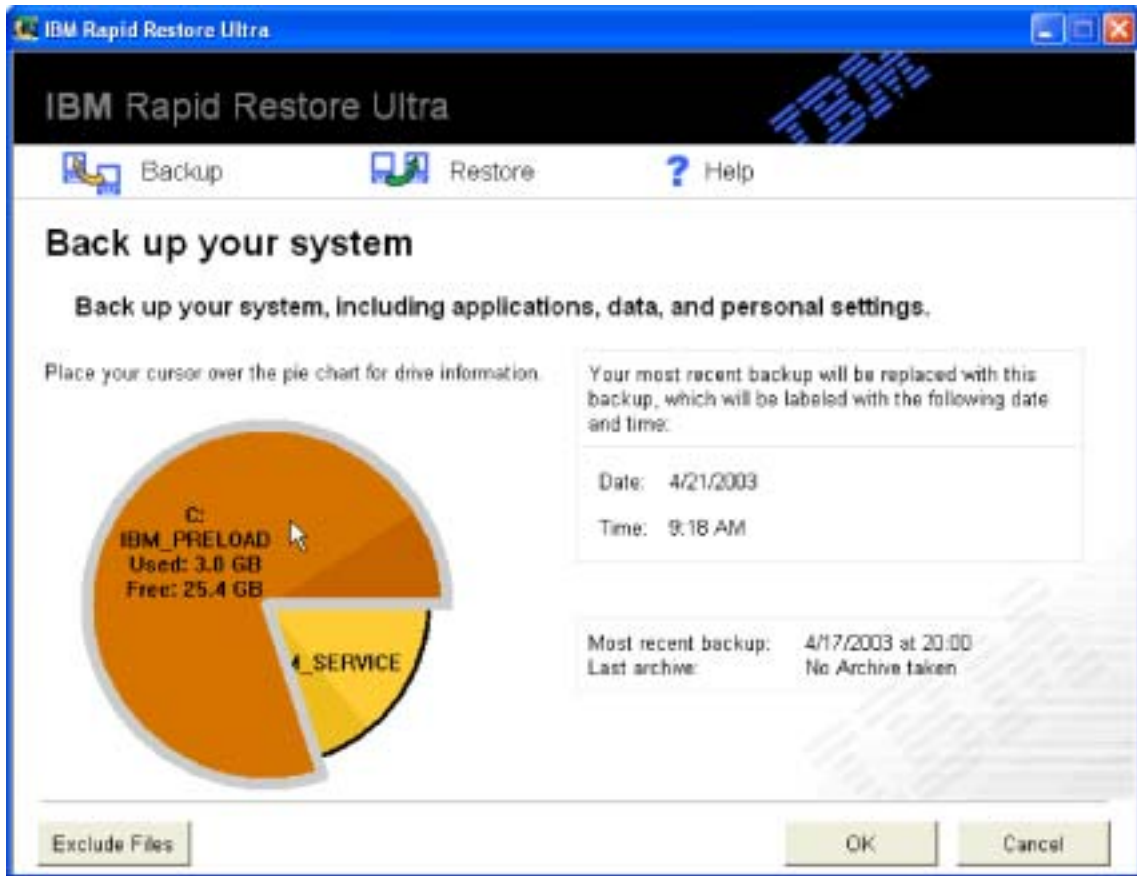 IBM Rapid Restore Ultra
IBM Rapid Restore Ultra
IBM
Backup
Restore
? Help
Back up your system
Back up your system, including applications, data, and personal settings.
Place your cursor over the pie chart for drive information.
Your most recent backup will be replaced with this
backup, which will be labeled with the following date
and time:
Date: 4/21/2003
Time: 9:18 AM
C:
IBM_PRELOAD
Used: 3.0 GB
Free: 25.4 GB
M_SERVICE
Most recent backup: 4/17/2003 at 20:00
Last archive: No Archive taken
Exclude Files
OK
Cancel